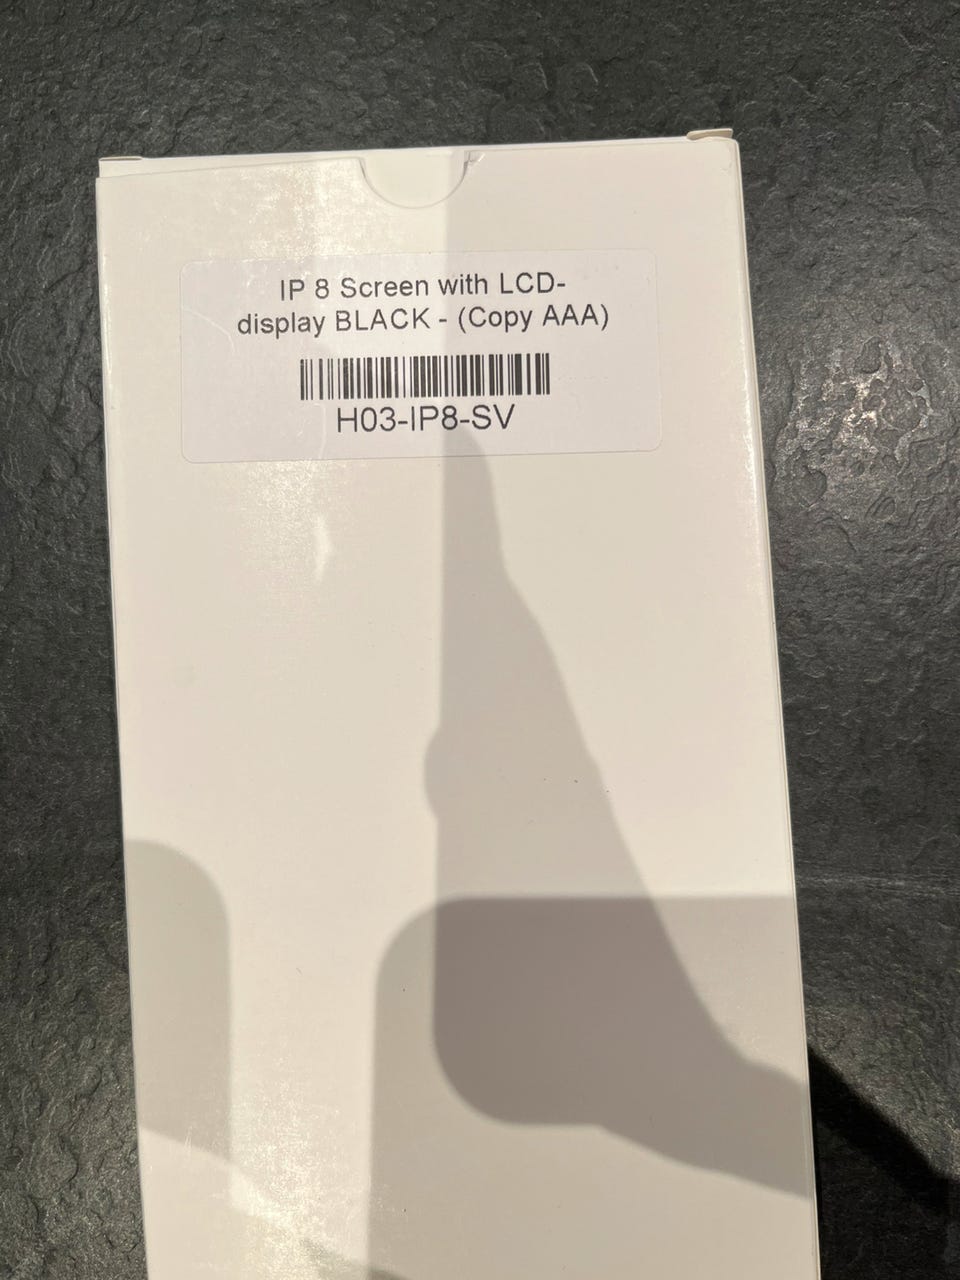 IP 8 Screen with LCD-
display BLACK - (Copy AAA)
H03-IP8-SV